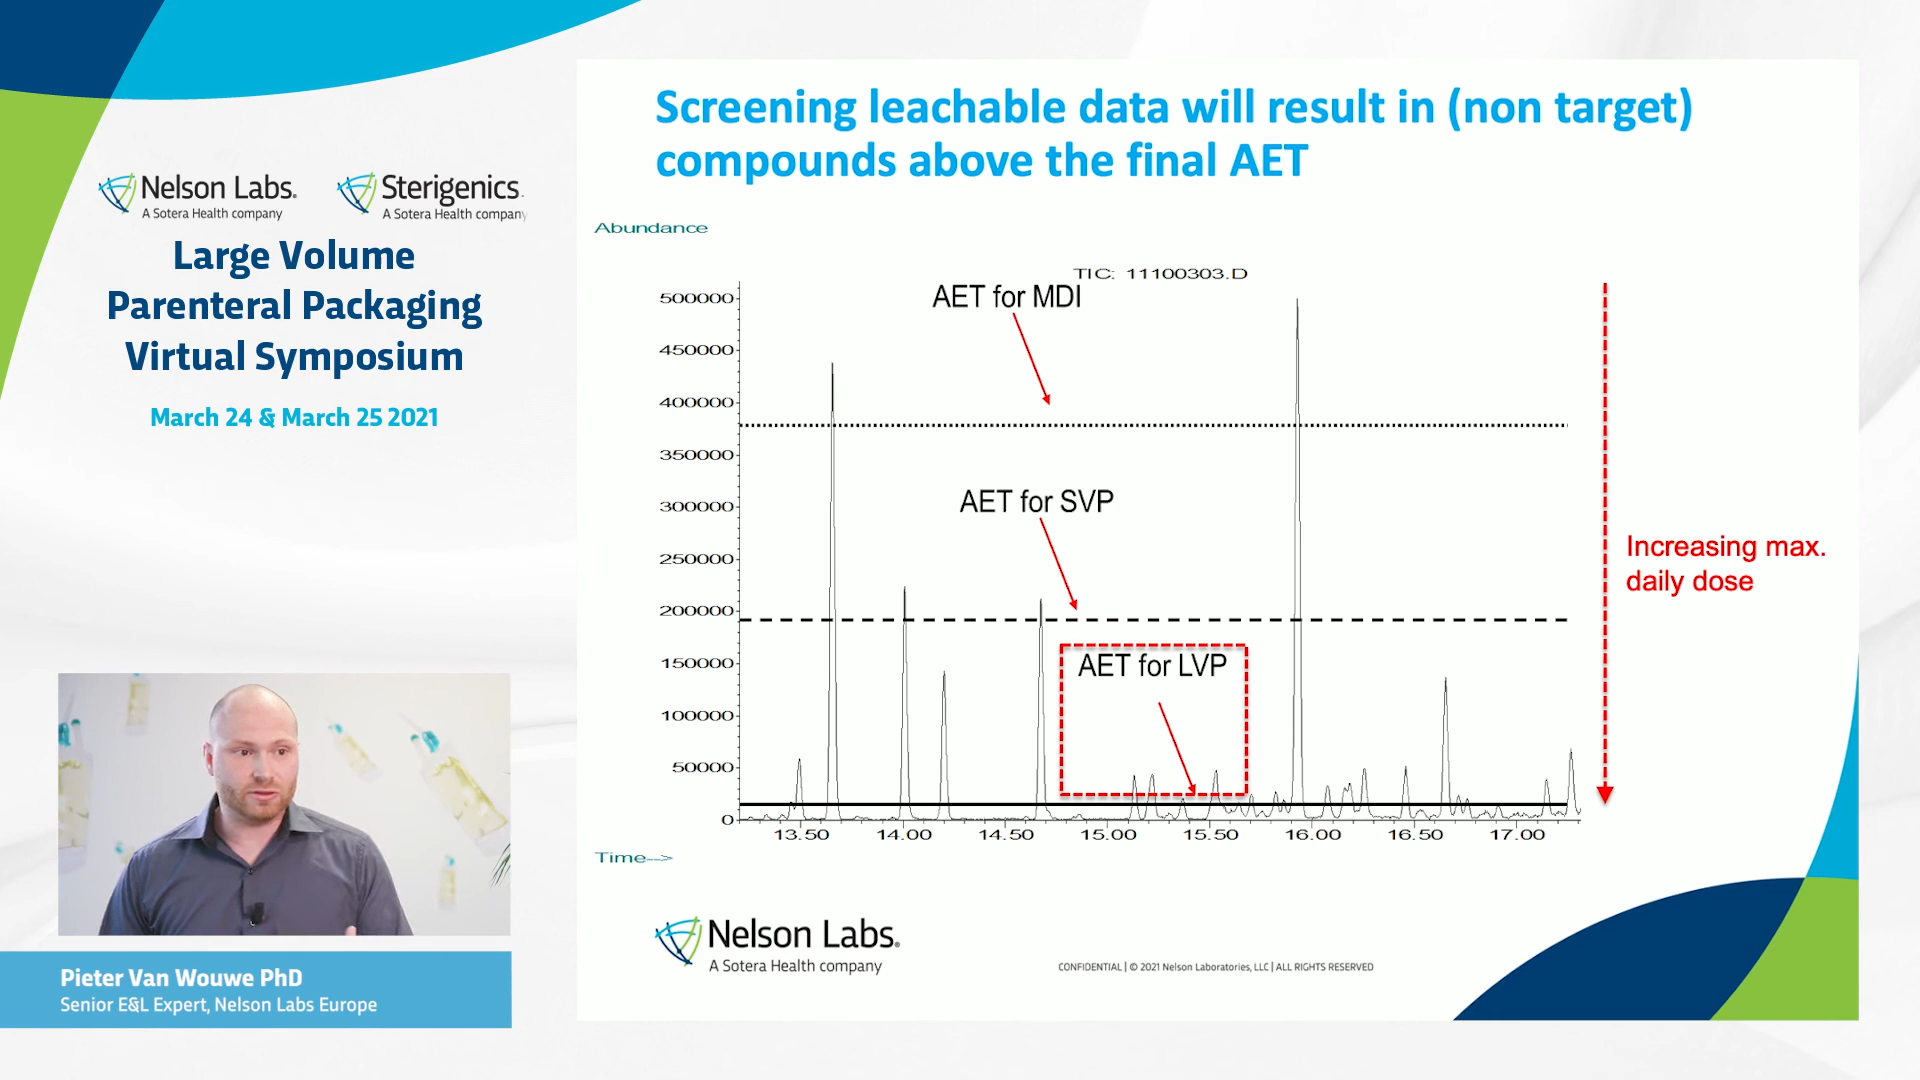 Nelson Labs.
A Sotera Health company
Sterigenics
A Sotera Health company
Large Volume
Parenteral Packaging
Virtual Symposium
March 24 & March 25 2021
Pieter Van Wouwe PhD
Senior E&L Expert, Nelson Labs Europe
Screening leachable data will result in (non target)
compounds above the final AET
Abundance
TIC: 11100303.D
AET for MDI
AET for SVP
AET for LVP
500000
450000
400000
350000
300000
250000
200000
150000
100000
50000
0
13.50 14.00 14.50 15.00 15.50 16.00 16.50 17.00
Time-->
Increasing max.
daily dose
Nelson Labs®
A Sotera Health company
CONFIDENTIAL | © 2021 Nelson Laboratories, LLC | ALL RIGHTS RESERVED